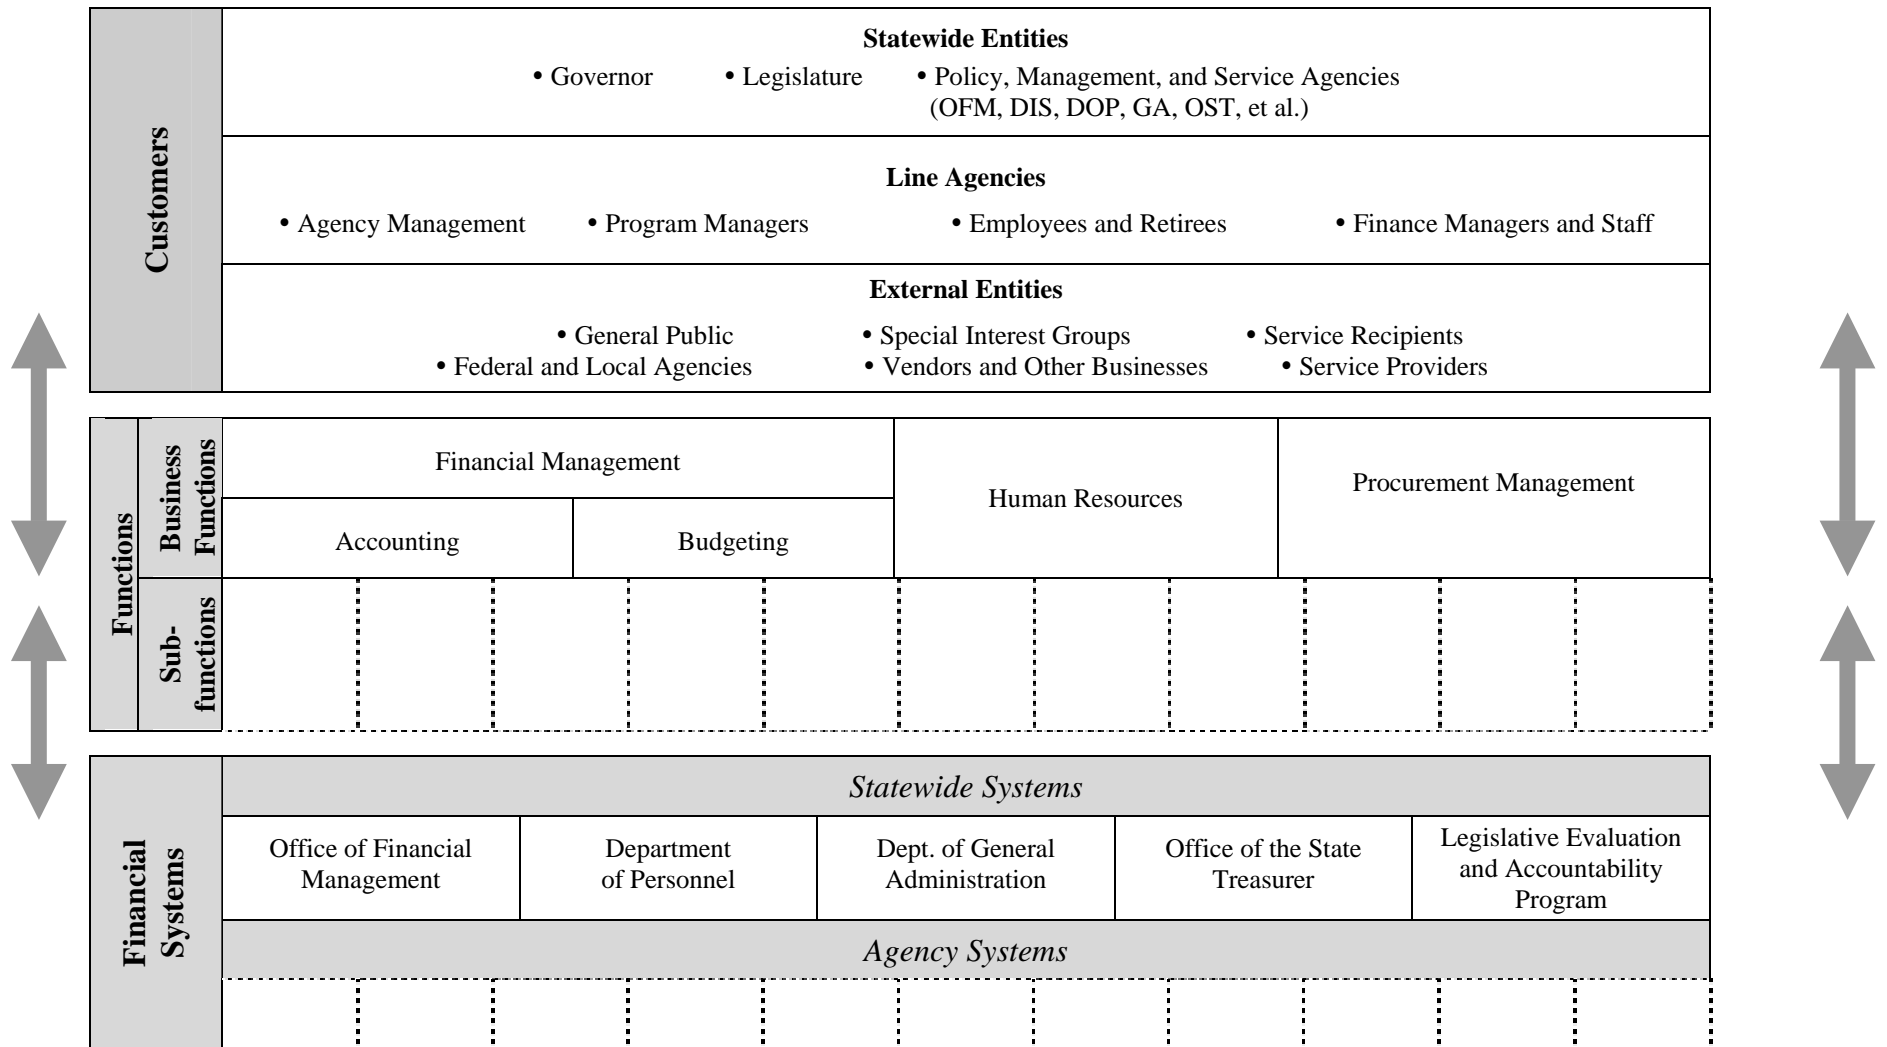 Customers
Statewide Entities
• Governor • Legislature • Policy, Management, and Service Agencies
(OFM, DIS, DOP, GA, OST, et al.)
Line Agencies
• Agency Management • Program Managers • Employees and Retirees • Finance Managers and Staff
External Entities
• General Public • Special Interest Groups • Service Recipients
• Federal and Local Agencies • Vendors and Other Businesses • Service Providers
Functions
Business
Functions
Financial Management
Accounting
Budgeting
Human Resources
Procurement Management
Sub-
functions
Financial
Systems
Statewide Systems
Office of Financial
Management
Department
of Personnel
Dept. of General
Administration
Office of the State
Treasurer
Legislative Evaluation
and Accountability
Program
Agency Systems